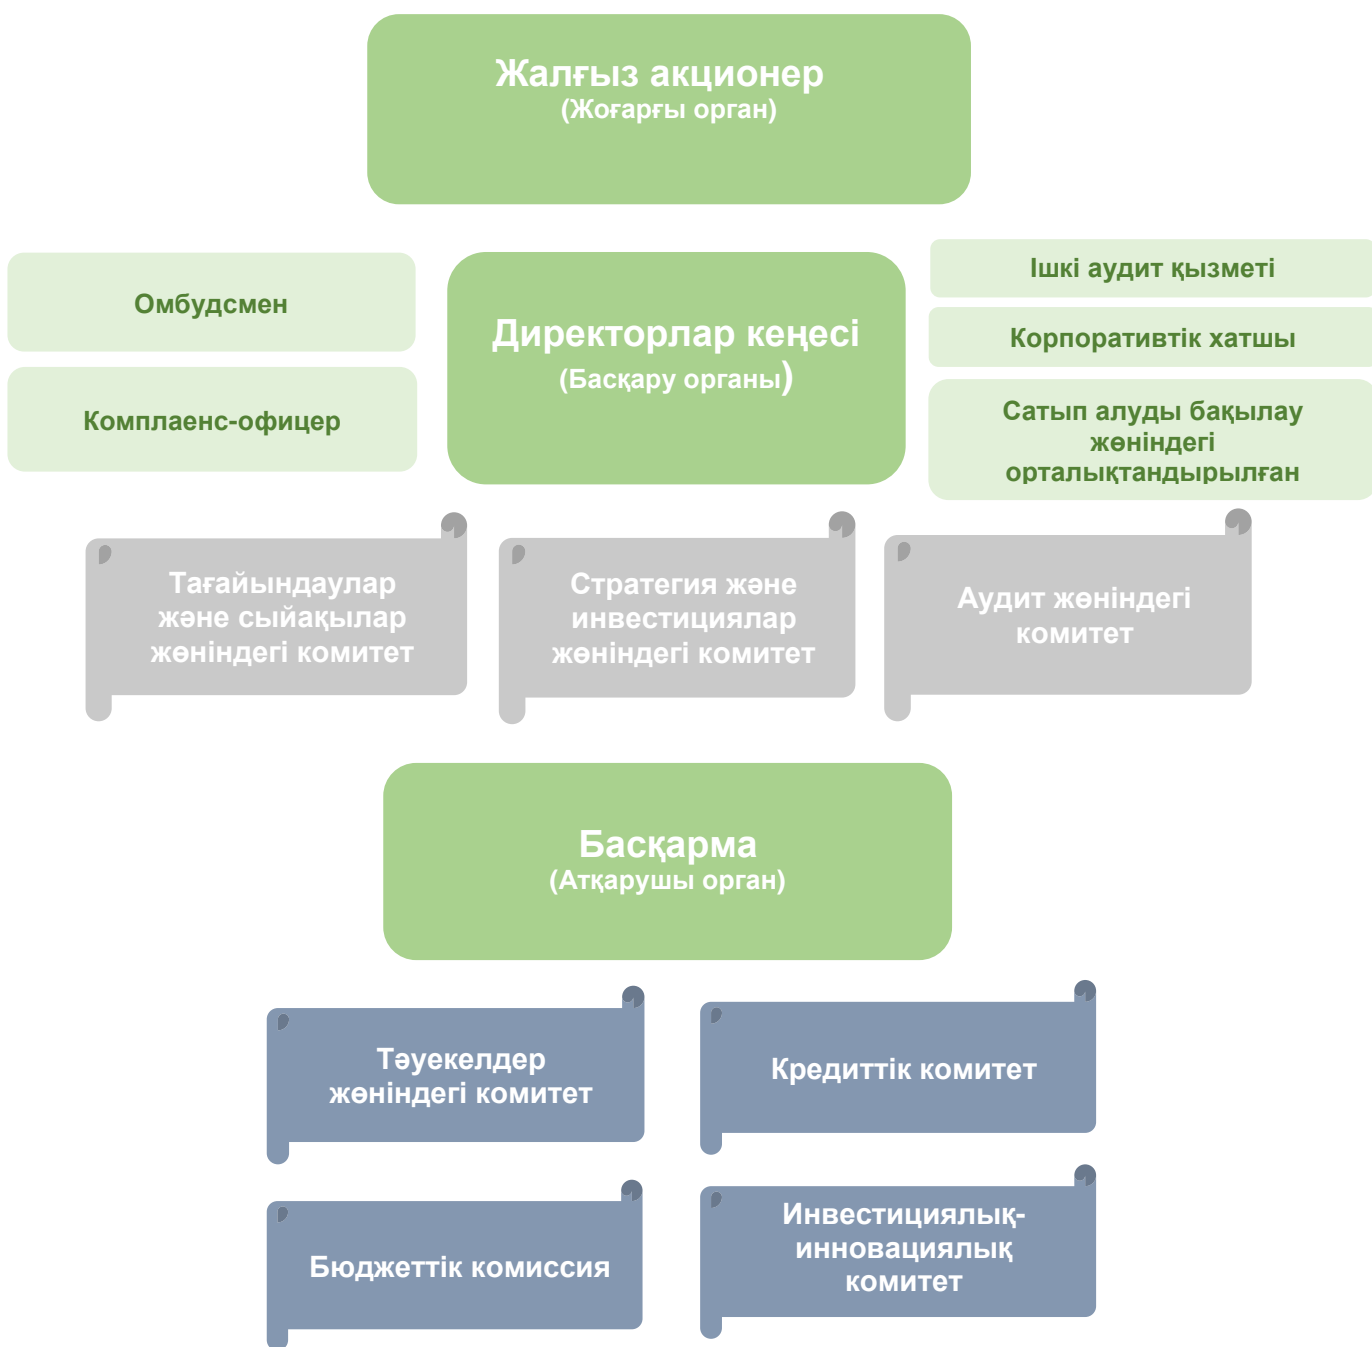 Жалғыз акционер
(Жоғарғы орган)
Омбудсмен
Комплаенс-офицер
Директорлар кеңесі
(Басқару органы)
Ішкі аудит қызметі
Корпоративтік хатшы
Сатып алуды бақылау
жөніндегі
орталықтандырылған
Тағайындаулар
және сыйақылар
жөніндегі комитет
Стратегия және
инвестициялар
жөніндегі комитет
Аудит жөніндегі
комитет
Басқарма
(Атқарушы орган)
Тәуекелдер
жөніндегі комитет
Кредиттік комитет
Бюджеттік комиссия
Инвестициялық-
инновациялық
комитет